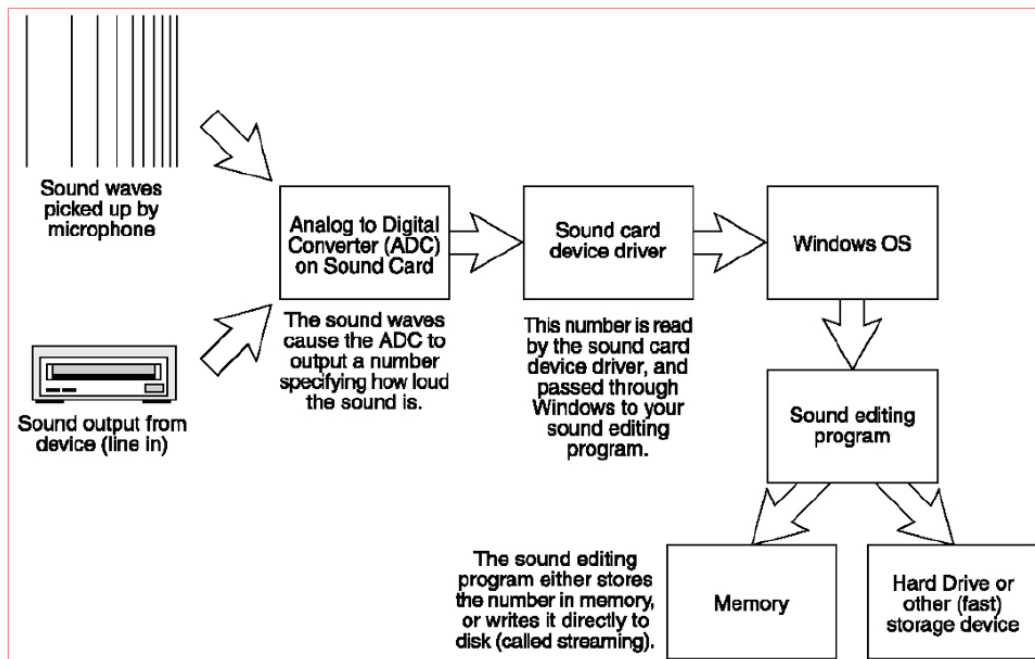 Sound waves
picked up by
microphone
Analog to Digital
Converter (ADC)
on Sound Card
Sound card
device driver
Windows OS
The sound waves
cause the ADC to
output a number
specifying how loud
the sound is.
This number is read
by the sound card
device driver, and
passed through
Windows to your
sound editing
program.
Sound output from
device (line in)
Sound editing
program
The sound editing
program either stores
the number in memory,
or writes it directly to
disk (called streaming).
Memory
Hard Drive or
other (fast)
storage device